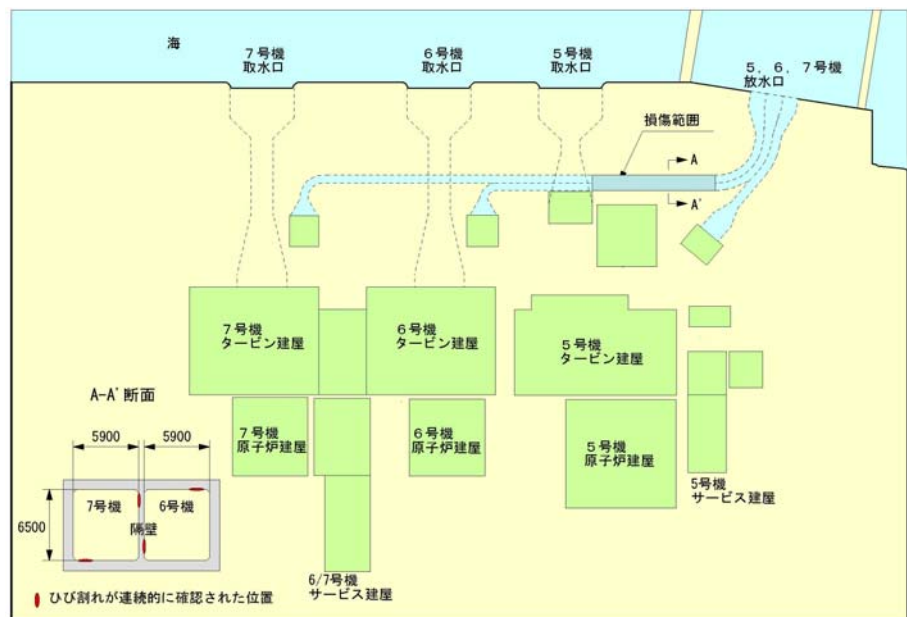 海
7号機
取水口
6号機
取水口
5号機
取水口
5,6,7号機
放水口
損傷範囲
A
A'
7号機
タービン建屋
6号機
タービン建屋
5号機
タービン建屋
7号機
原子炉建屋
6号機
原子炉建屋
5号機
原子炉建屋
5号機
サービス建屋
6/7号機
サービス建屋
A-A'断面
5900
5900
6500
7号機
6号機
隔壁
ひび割れが連続的に確認された位置